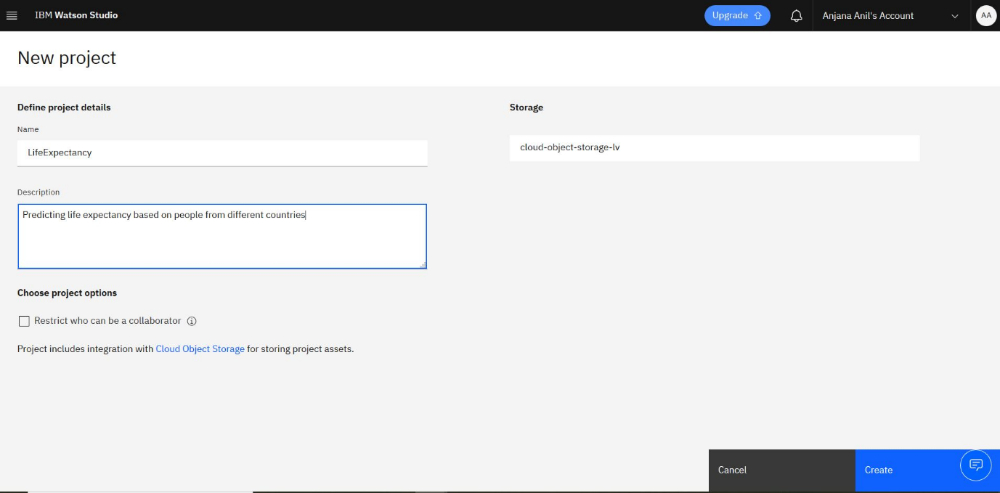 IBM Watson Studio
Upgrade
Anjana Anil's Account
AA
New project
Define project details
Name
LifeExpectancy
Description
Predicting life expectancy based on people from different countries
Choose project options
Restrict who can be a collaborator
Project includes integration with Cloud Object Storage for storing project assets.
Storage
cloud-object-storage-lv
Cancel
Create